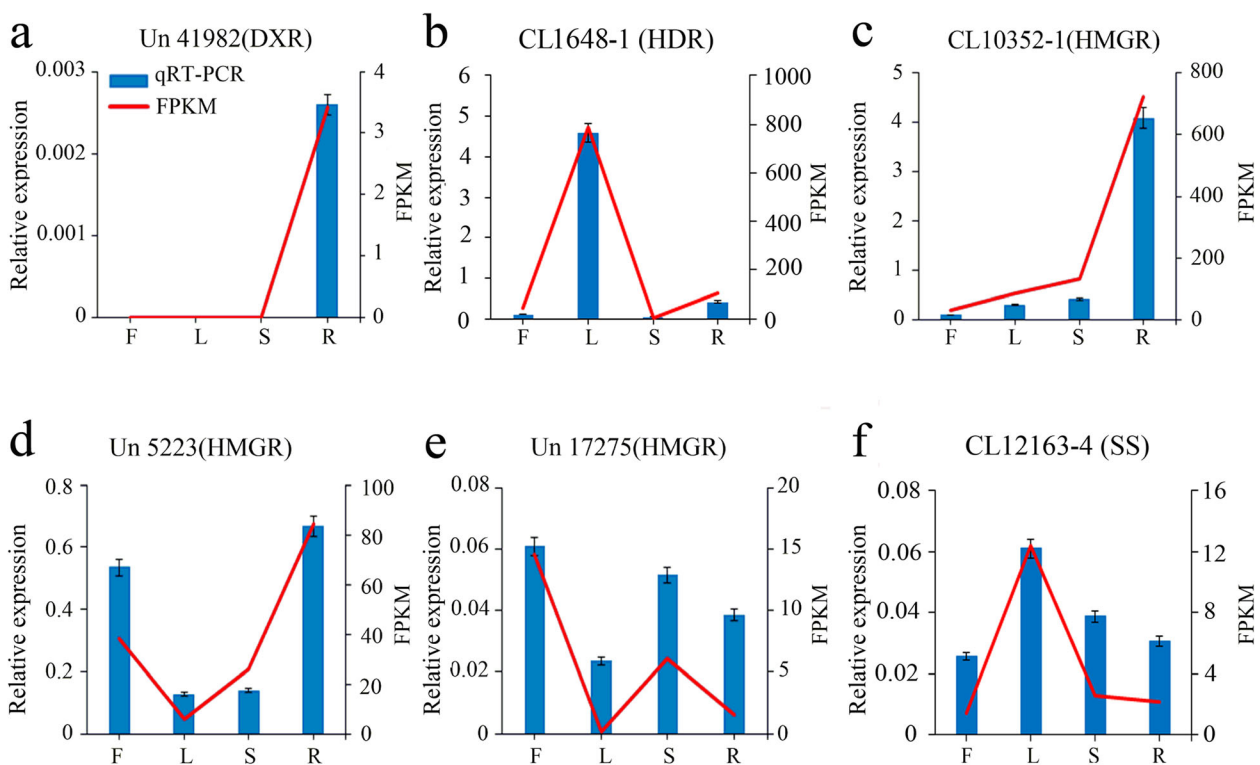 a
Un 41982(DXR)
Relative expression
0.003
0.002
0.001
0
qRT-PCR
FPKM
4
3
2
1
0
FPKM
F L S R
b
CL1648-1 (HDR)
Relative expression
6
5
4
3
2
1
0
1000
800
600
400
200
0
FPKM
F L S R
c
CL10352-1(HMGR)
Relative expression
5
4
3
2
1
0
800
600
400
200
0
FPKM
F L S R
d
Un 5223(HMGR)
Relative expression
0.8
0.6
0.4
0.2
0
100
80
60
40
20
0
FPKM
F L S R
e
Un 17275(HMGR)
Relative expression
0.08
0.06
0.04
0.02
0
20
15
10
5
0
FPKM
F L S R
f
CL12163-4 (SS)
Relative expression
0.08
0.06
0.04
0.02
0
16
12
8
4
0
FPKM
F L S R